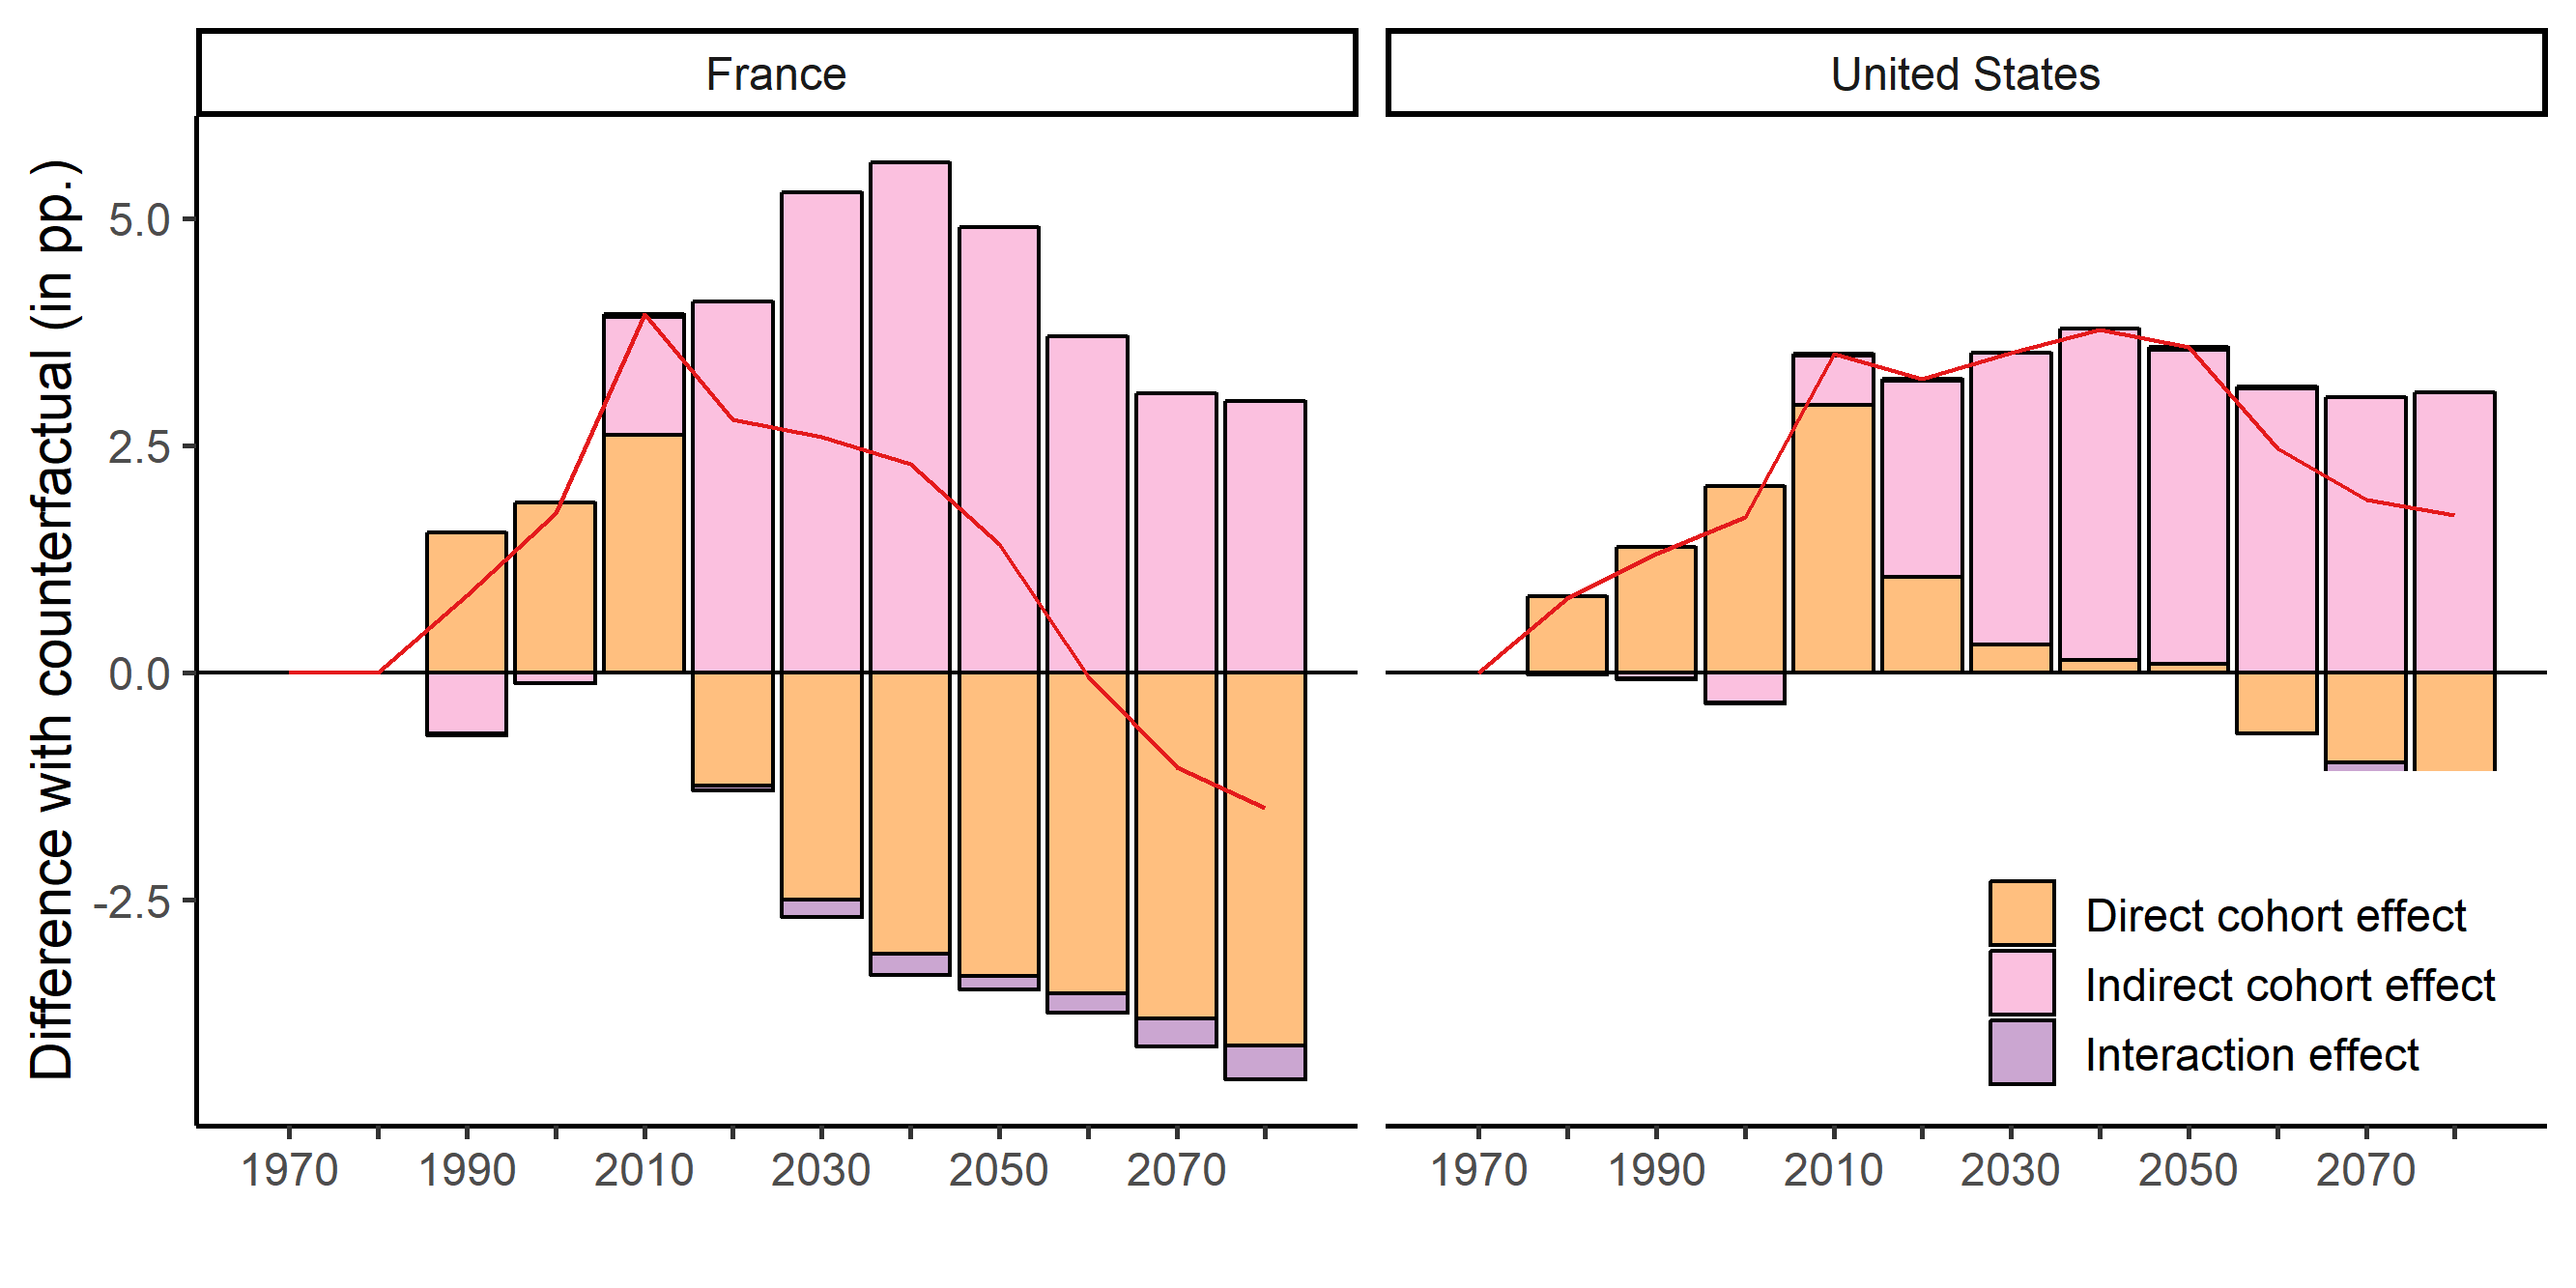 France
United States
Difference with counterfactual (in pp.)
5.0
2.5
0.0
-2.5
Direct cohort effect
Indirect cohort effect
Interaction effect
1970 1990 2010 2030 2050 2070
1970 1990 2010 2030 2050 2070